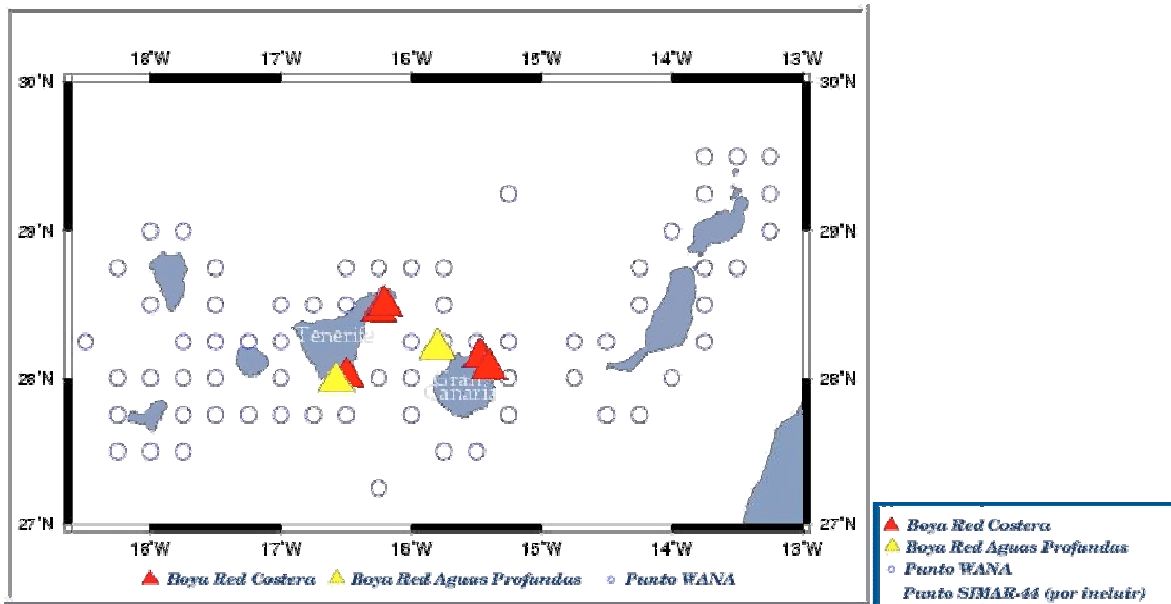 18°W 17°W 16°W 15°W 14°W 13°W
30°N 30°N
29°N 29°N
Tenerife
28°N 28°N
Gran
Canaria
27°N 27°N
18°W 17°W 16°W 15°W 14°W 13°W
Boya Red Costera Boya Red Aguas Profundas Punto WANA
Boya Red Costera
Boya Red Aguas Profundas
Punto WANA
Punto SIMAR-44 (por incluir)